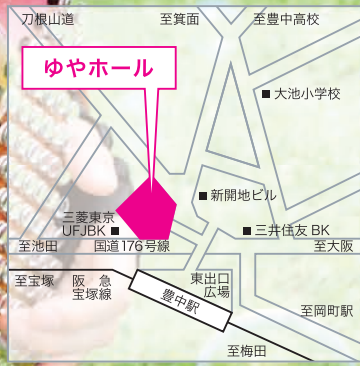 刀根山道
至箕面
至豊中高校
ゆやホール
大池小学校
新開地ビル
三菱東京
UFJBK
三井住友 BK
至池田
国道176号線
至大阪
至宝塚
阪急
宝塚線
東出口
広場
豊中駅
至岡町駅
至梅田